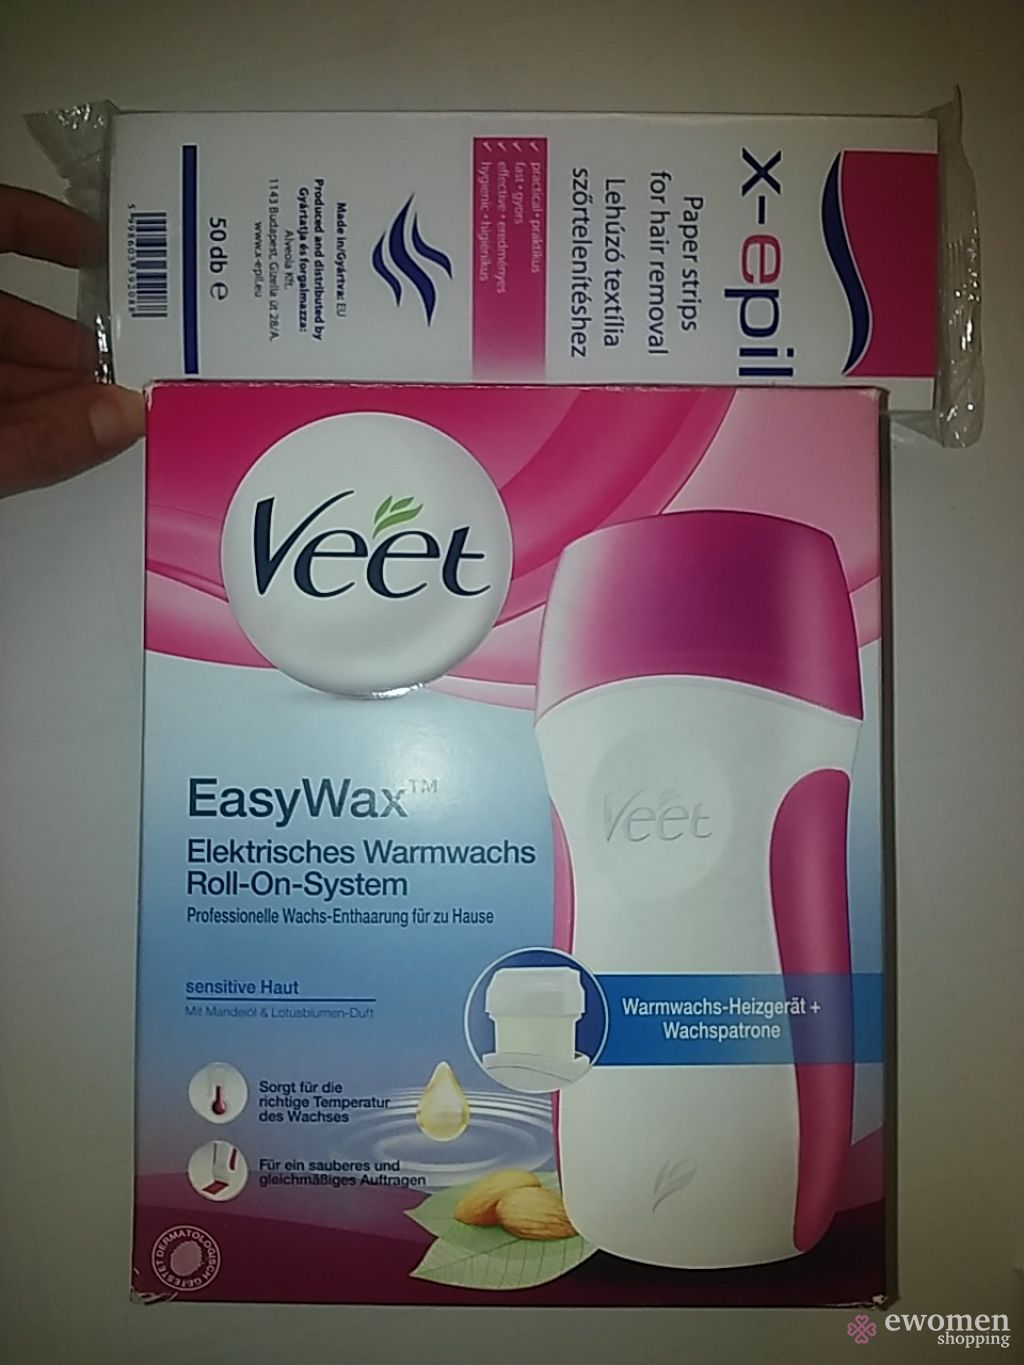 x-epil
Paper strips
for hair removal
Lehúzó textília
szőrtelenítéshez
practical • praktikus
fast • gyors
effective • eredményes
hygienic • higiénikus
Made in/Gyártva: EU
Produced and distributed by
Gyártatja és forgalmazza:
Alveola Kft.
1143 Budapest, Gizella út 28/A.
www.x-epil.eu
50 db e
Veet
EasyWax™
Elektrisches Warmwachs
Roll-On-System
Professionelle Wachs-Enthaarung für zu Hause
sensitive Haut
Mit Mandelöl & Lotusblumen-Duft
Veet
Warmwachs-Heizgerät +
Wachspatrone
Sorgt für die
richtige Temperatur
des Wachses
Für ein sauberes und
gleichmäßiges Auftragen
DERMATOLOGISCH GETESTET
ewomen
shopping